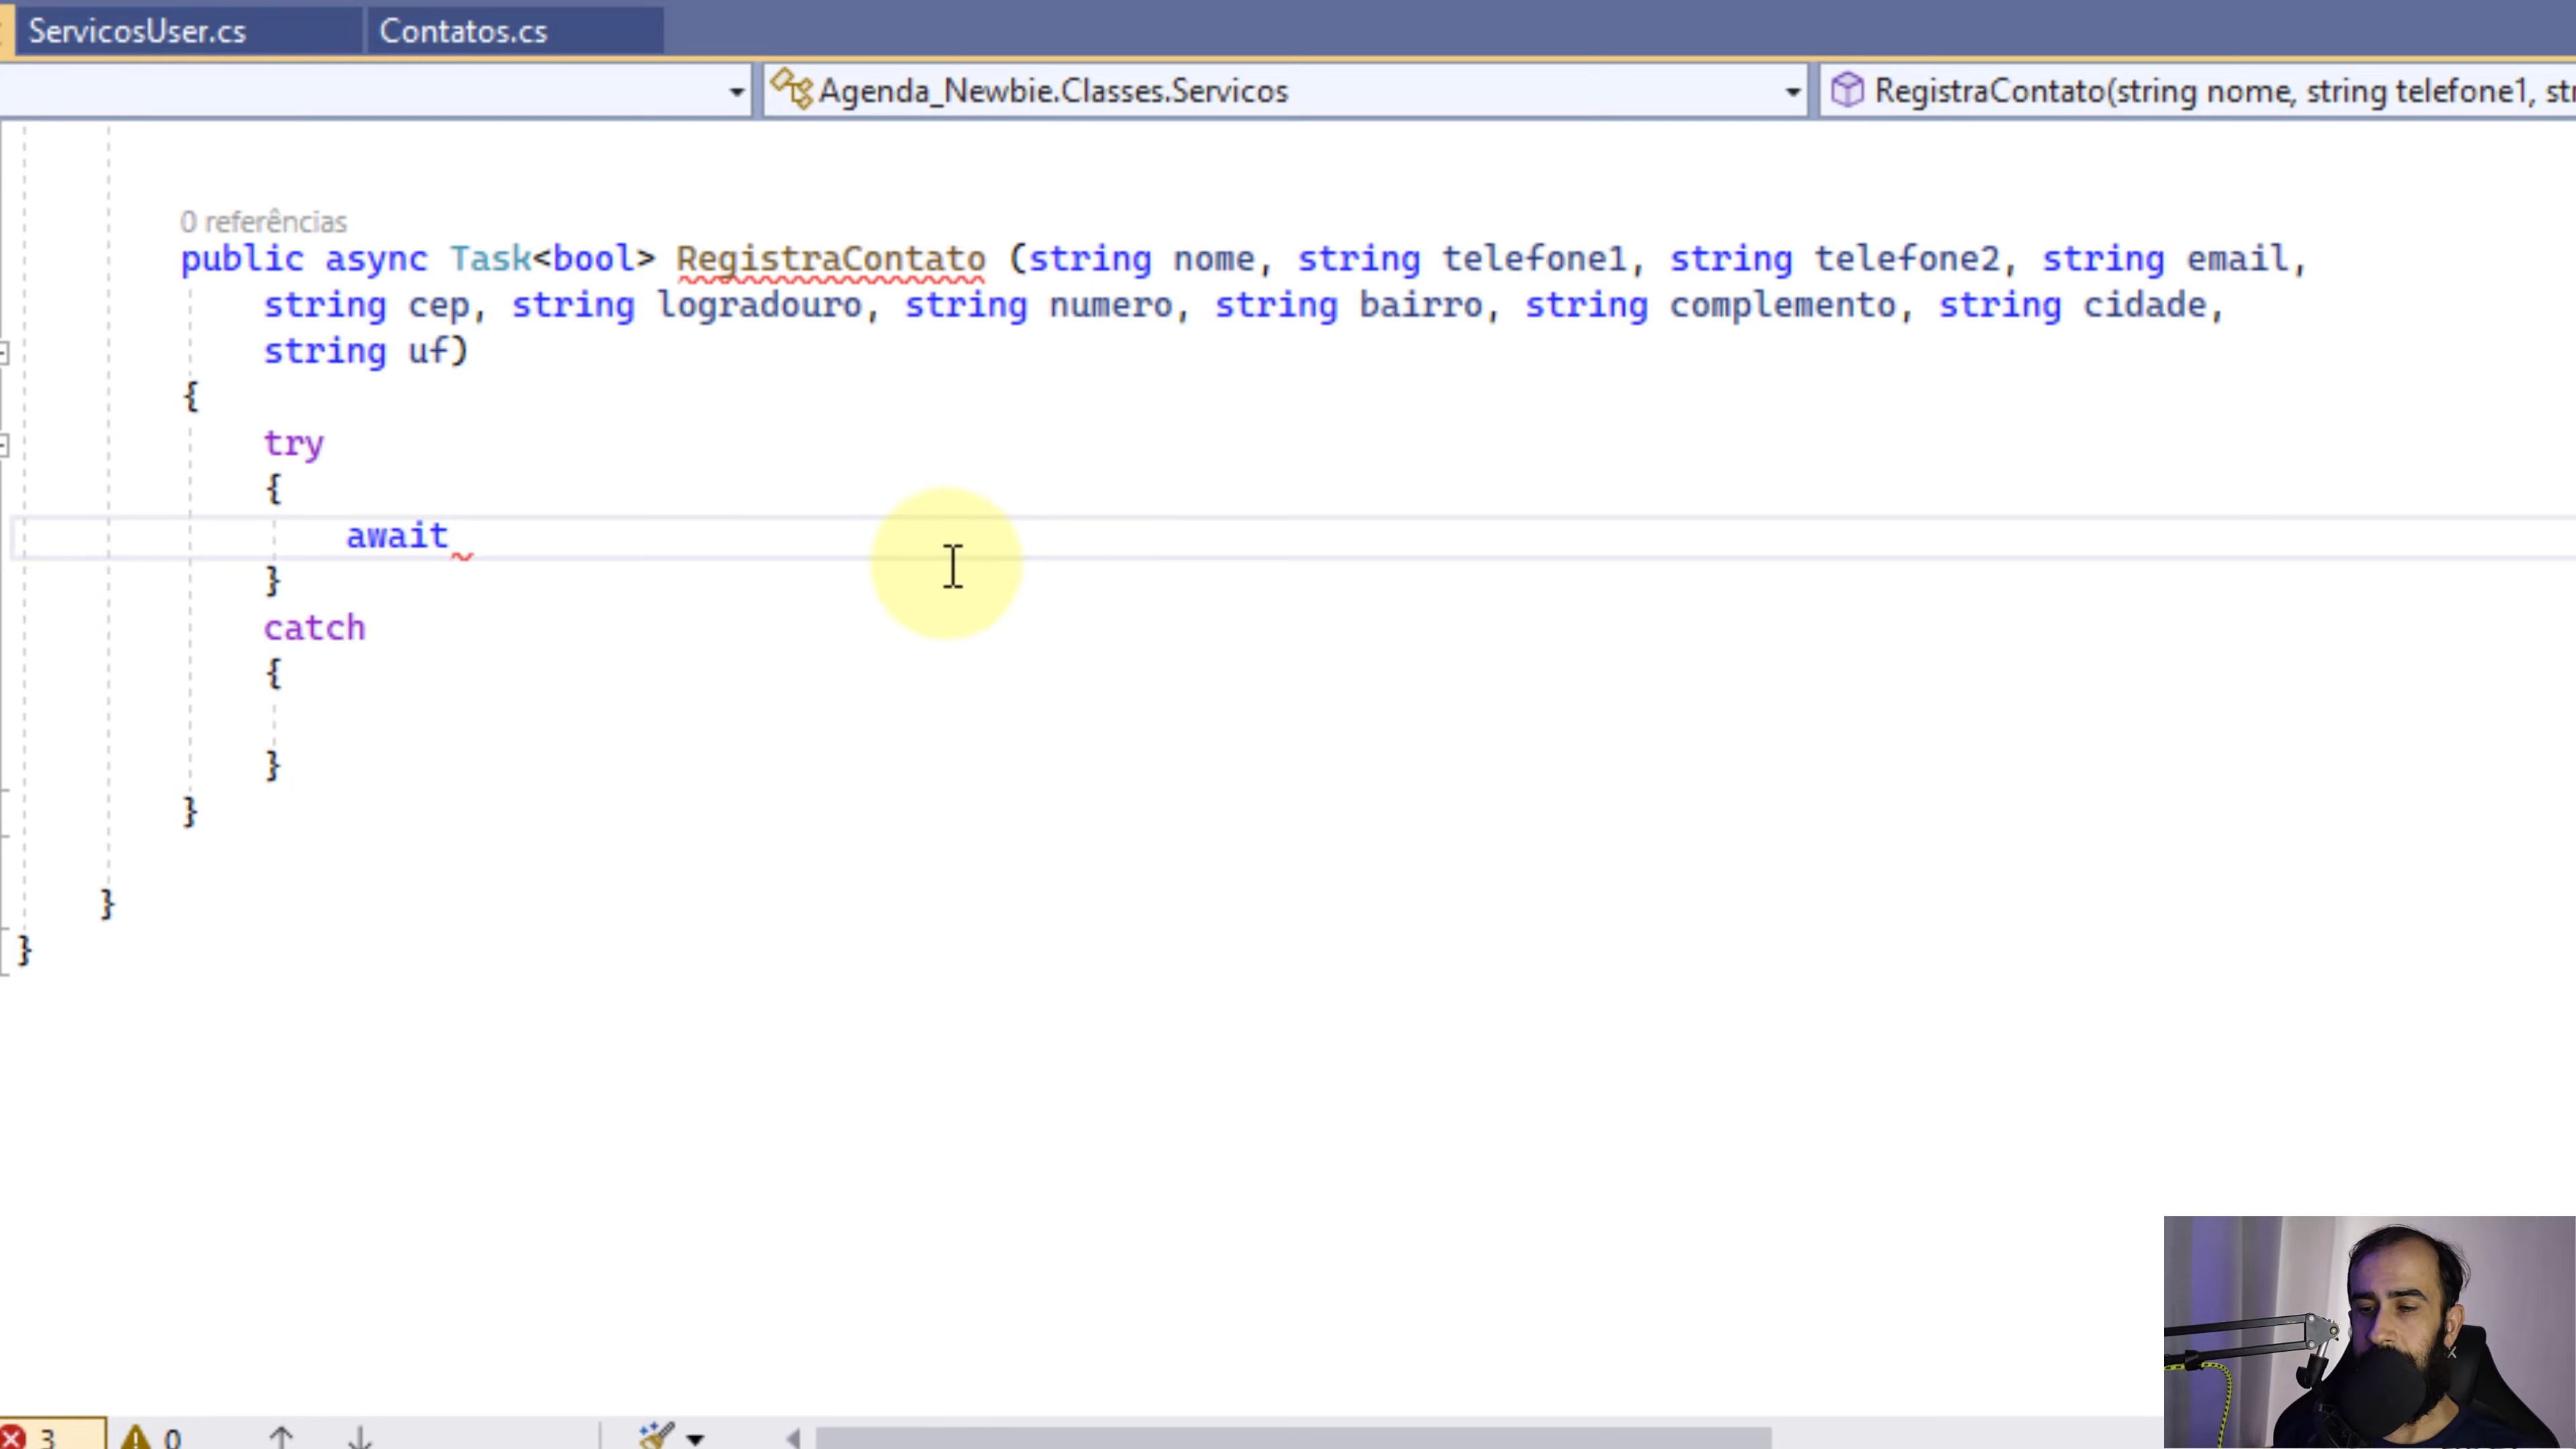 ServicosUser.cs Contatos.cs
Agenda_Newbie.Classes.Servicos RegistraContato(string nome, string telefone1, str
0 referências
public async Task<bool> RegistraContato (string nome, string telefone1, string telefone2, string email,
string cep, string logradouro, string numero, string bairro, string complemento, string cidade,
string uf)
{
try
{
await
}
catch
{
}
}
}
}
3 0